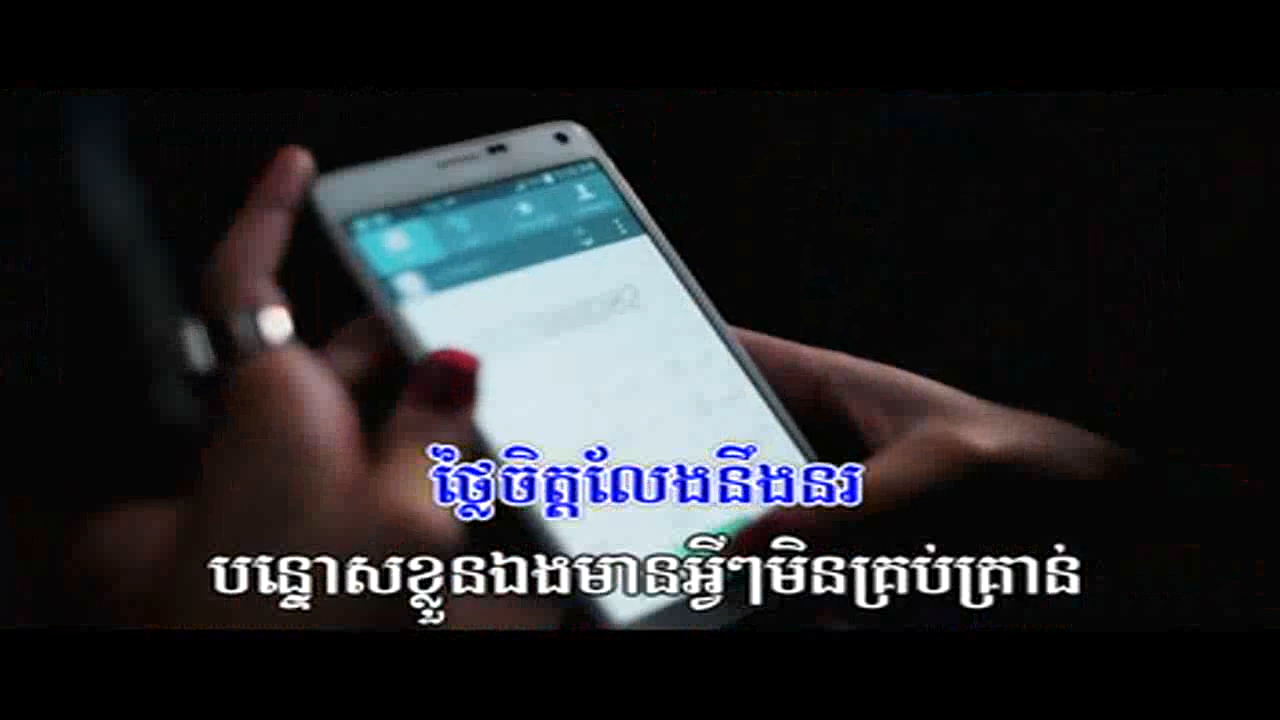 ថ្លៃចិត្តលែងនឹងនរ
បន្ទោសខ្លួនឯងមានអ្វីៗមិនគ្រប់គ្រាន់